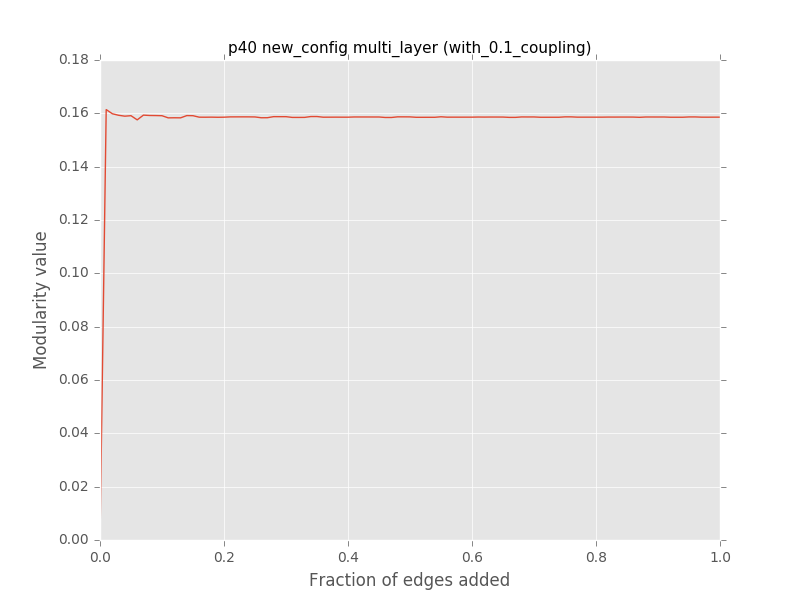 p40 new_config multi_layer (with_0.1_coupling)
0.18
0.16
0.14
0.12
0.10
0.08
0.06
0.04
0.02
0.00
Modularity value
0.0 0.2 0.4 0.6 0.8 1.0
Fraction of edges added